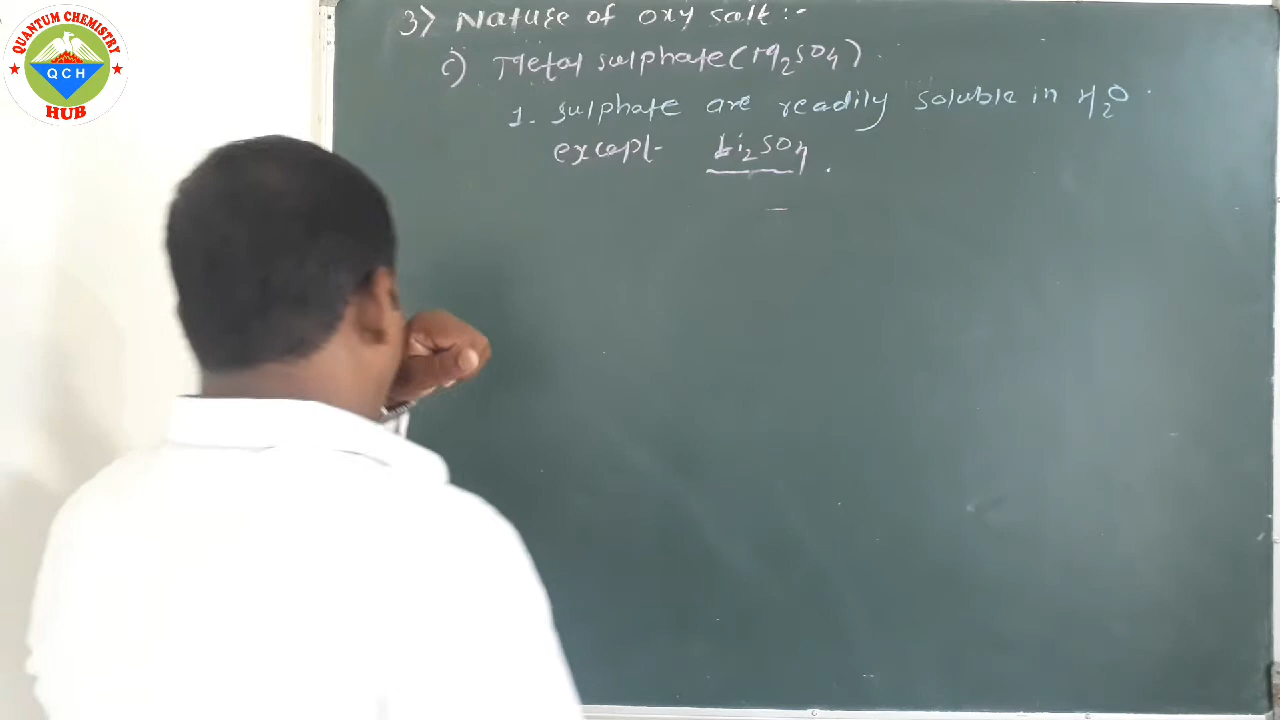 QUANTUM CHEMISTRY
QCH
HUB
3) Nature of oxy salt :-
c) Metal sulphate (M2SO4).
1. sulphate are readily soluble in H2O.
except- Li2SO4.